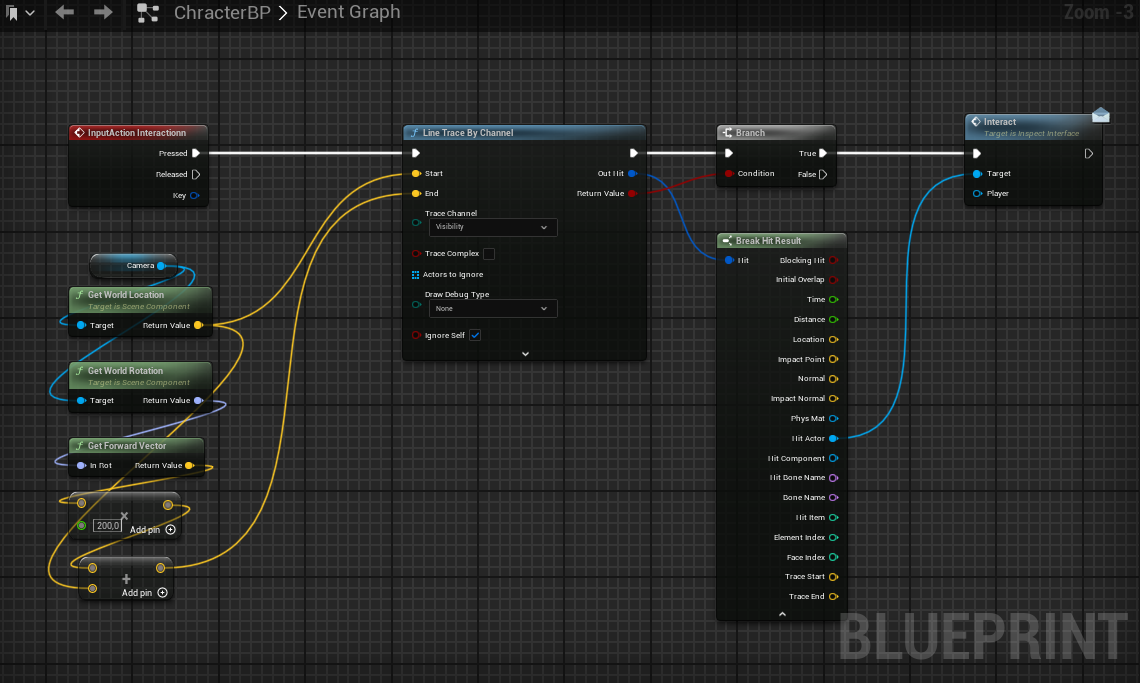 ChracterBP > Event Graph
Zoom -3
InputAction Interactionn
Pressed
Released
Key
Camera
Get World Location
Target is Scene Component
Target
Return Value
Get World Rotation
Target is Scene Component
Target
Return Value
Get Forward Vector
In Rot
Return Value
×
200,0
Add pin
+
Add pin
Line Trace By Channel
Start
End
Trace Channel
Visibility
Trace Complex
Actors to Ignore
Draw Debug Type
None
Ignore Self
Out Hit
Return Value
Branch
Condition
True
False
Break Hit Result
Hit
Blocking Hit
Initial Overlap
Time
Distance
Location
Impact Point
Normal
Impact Normal
Phys Mat
Hit Actor
Hit Component
Hit Bone Name
Bone Name
Hit Item
Element Index
Face Index
Trace Start
Trace End
Interact
Target is Inspect Interface
Target
Player
BLUEPRINT